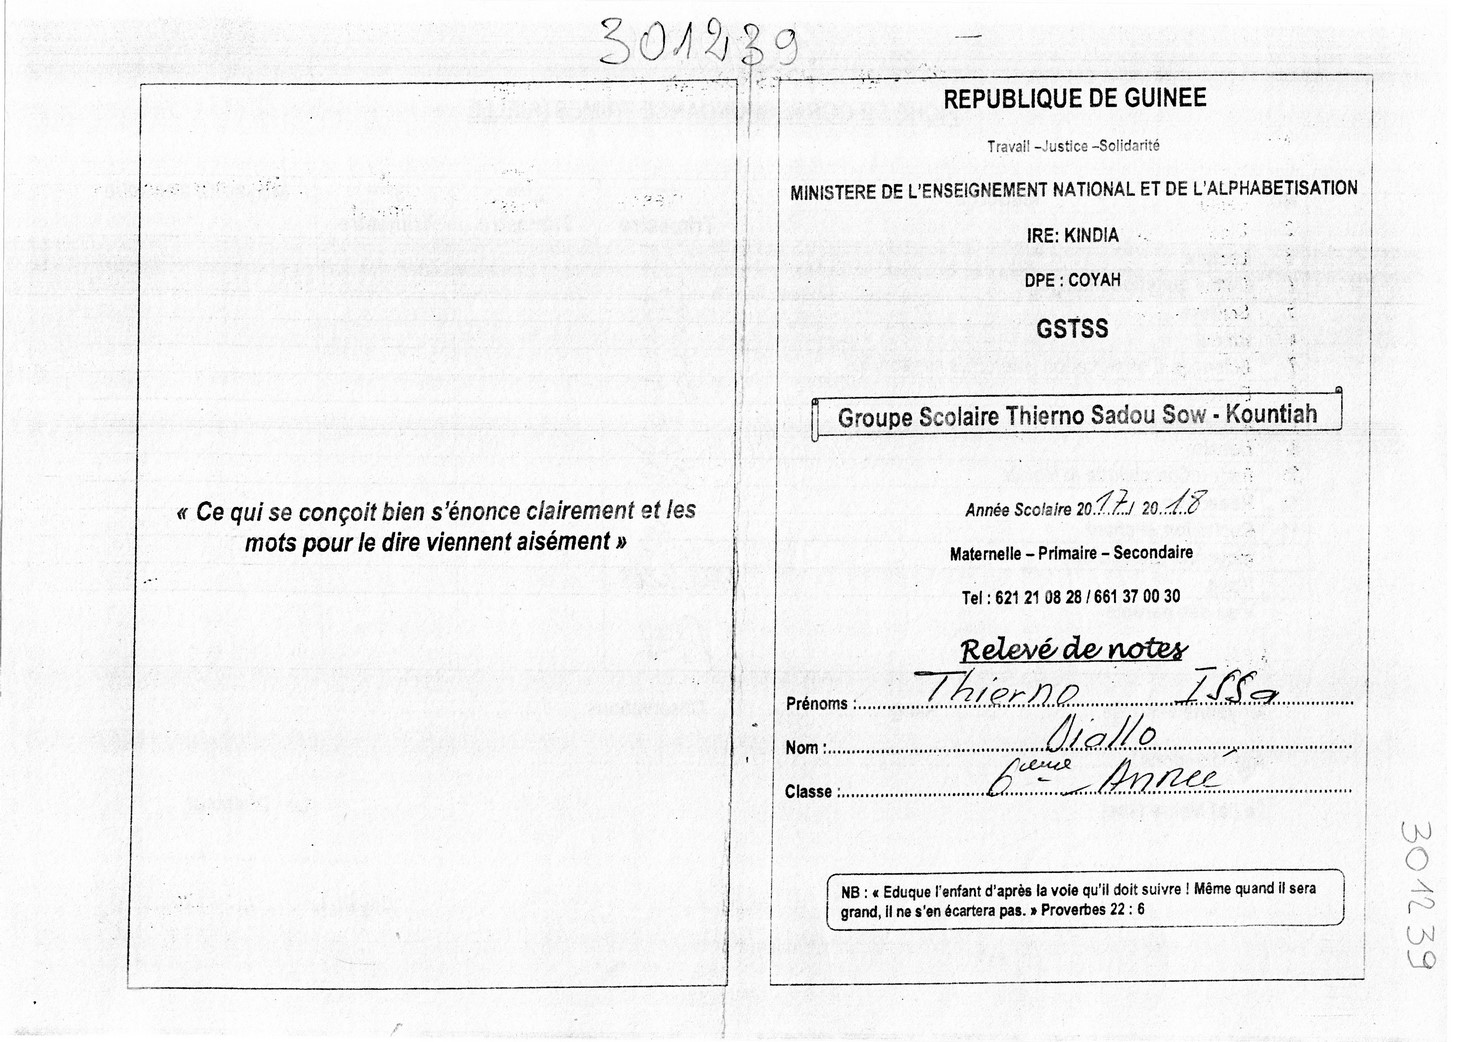 301239
« Ce qui se conçoit bien s'énonce clairement et les
mots pour le dire viennent aisément »
REPUBLIQUE DE GUINEE
Travail –Justice –Solidarité
MINISTERE DE L'ENSEIGNEMENT NATIONAL ET DE L'ALPHABETISATION
IRE: KINDIA
DPE : COYAH
GSTSS
Groupe Scolaire Thierno Sadou Sow - Kountiah
Année Scolaire 2017/ 2018
Maternelle – Primaire – Secondaire
Tel : 621 21 08 28 / 661 37 00 30
Relevé de notes
Prénoms : Thierno Issa
Nom : Diallo
Classe : 6ème Année
NB : « Eduque l'enfant d'après la voie qu'il doit suivre ! Même quand il sera
grand, il ne s'en écartera pas. » Proverbes 22 : 6
301239